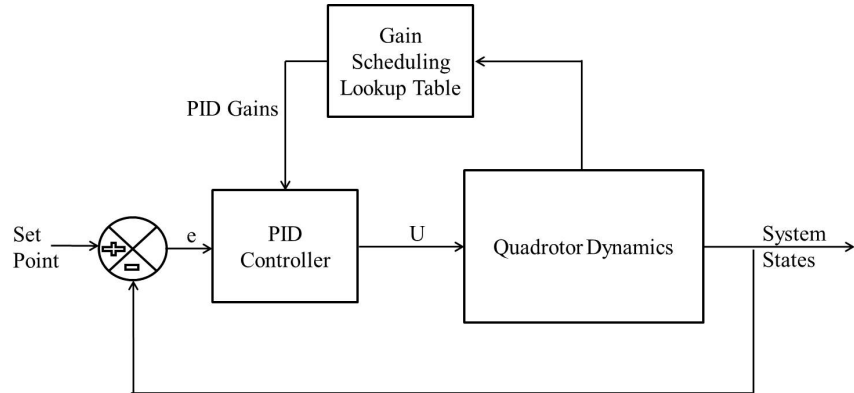 Gain
Scheduling
Lookup Table
PID Gains
Set
Point
e
PID
Controller
U
Quadrotor Dynamics
System
States